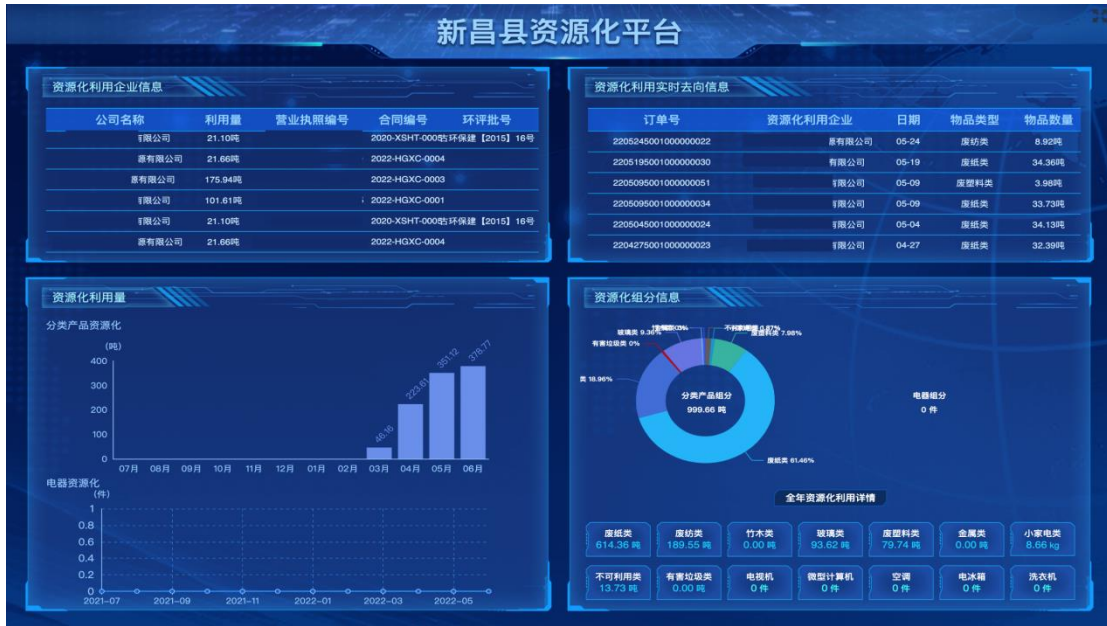 新昌县资源化平台
资源化利用企业信息
公司名称 利用量 营业执照编号 合同编号 环评批号
有限公司 21.10吨 2020-XSHT-0005 环保建【2015】16号
源有限公司 21.66吨 2022-HGXC-0004
源有限公司 175.94吨 2022-HGXC-0003
有限公司 101.61吨 2022-HGXC-0001
有限公司 21.10吨 2020-XSHT-0005 环保建【2015】16号
源有限公司 21.66吨 2022-HGXC-0004
资源化利用实时去向信息
订单号 资源化利用企业 日期 物品类型 物品数量
2205245001000000022 源有限公司 05-24 废纺类 8.92吨
2205195001000000030 有限公司 05-19 废纸类 34.36吨
2205095001000000051 有限公司 05-09 废塑料类 3.98吨
2205095001000000034 有限公司 05-09 废纸类 33.73吨
2205045001000000024 有限公司 05-04 废纸类 34.13吨
2204275001000000023 有限公司 04-27 废纸类 32.39吨
资源化利用量
分类产品资源化
(吨)
400
300
200
100
0
46.16 223.61 351.12 378.77
07月 08月 09月 10月 11月 12月 01月 02月 03月 04月 05月 06月
电器资源化
(件)
1
0.8
0.6
0.4
0.2
0
2021-07 2021-09 2021-11 2022-01 2022-03 2022-05
资源化组分信息
玻璃类 9.36%
废塑料类 7.98%
有害垃圾类 0%
类 18.96%
废纸类 61.46%
分类产品组分
999.66 吨
电器组分
0 件
全年资源化利用详情
废纸类 废纺类 竹木类 玻璃类 废塑料类 金属类 小家电类
614.36 吨 189.55 吨 0.00 吨 93.62 吨 79.74 吨 0.00 吨 8.66 kg
不可利用类 有害垃圾类 电视机 微型计算机 空调 电冰箱 洗衣机
13.73 吨 0.00 吨 0 件 0 件 0 件 0 件 0 件